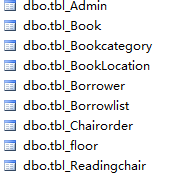 dbo.tbl_Admin
dbo.tbl_Book
dbo.tbl_Bookcategory
dbo.tbl_BookLocation
dbo.tbl_Borrower
dbo.tbl_Borrowlist
dbo.tbl_Chairorder
dbo.tbl_floor
dbo.tbl_Readingchair